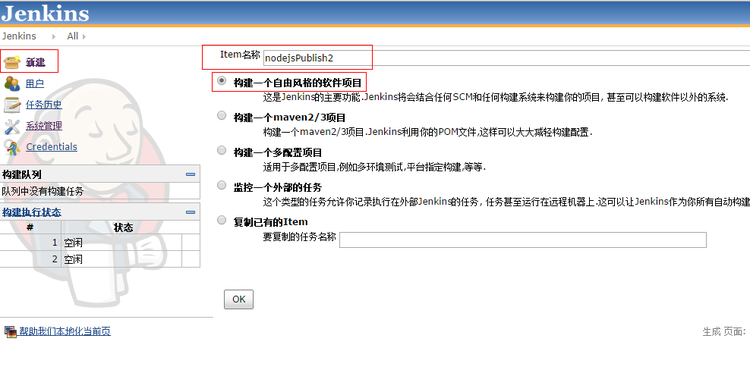 Jenkins
Jenkins All
新建
用户
任务历史
系统管理
Credentials
构建队列
队列中没有构建任务
构建执行状态
# 状态
1 空闲
2 空闲
帮助我们本地化当前页
Item名称 nodejsPublish2
构建一个自由风格的软件项目
这是Jenkins的主要功能.Jenkins将会结合任何SCM和任何构建系统来构建你的项目, 甚至可以构建软件以外的系统.
构建一个maven2/3项目
构建一个maven2/3项目.Jenkins利用你的POM文件,这样可以大大减轻构建配置.
构建一个多配置项目
适用于多配置项目,例如多环境测试,平台指定构建,等等.
监控一个外部的任务
这个类型的任务允许你记录执行在外部Jenkins的任务, 任务甚至运行在远程机器上.这可以让Jenkins作为你所有自动构建
复制已有的Item
要复制的任务名称
OK
生成 页面: